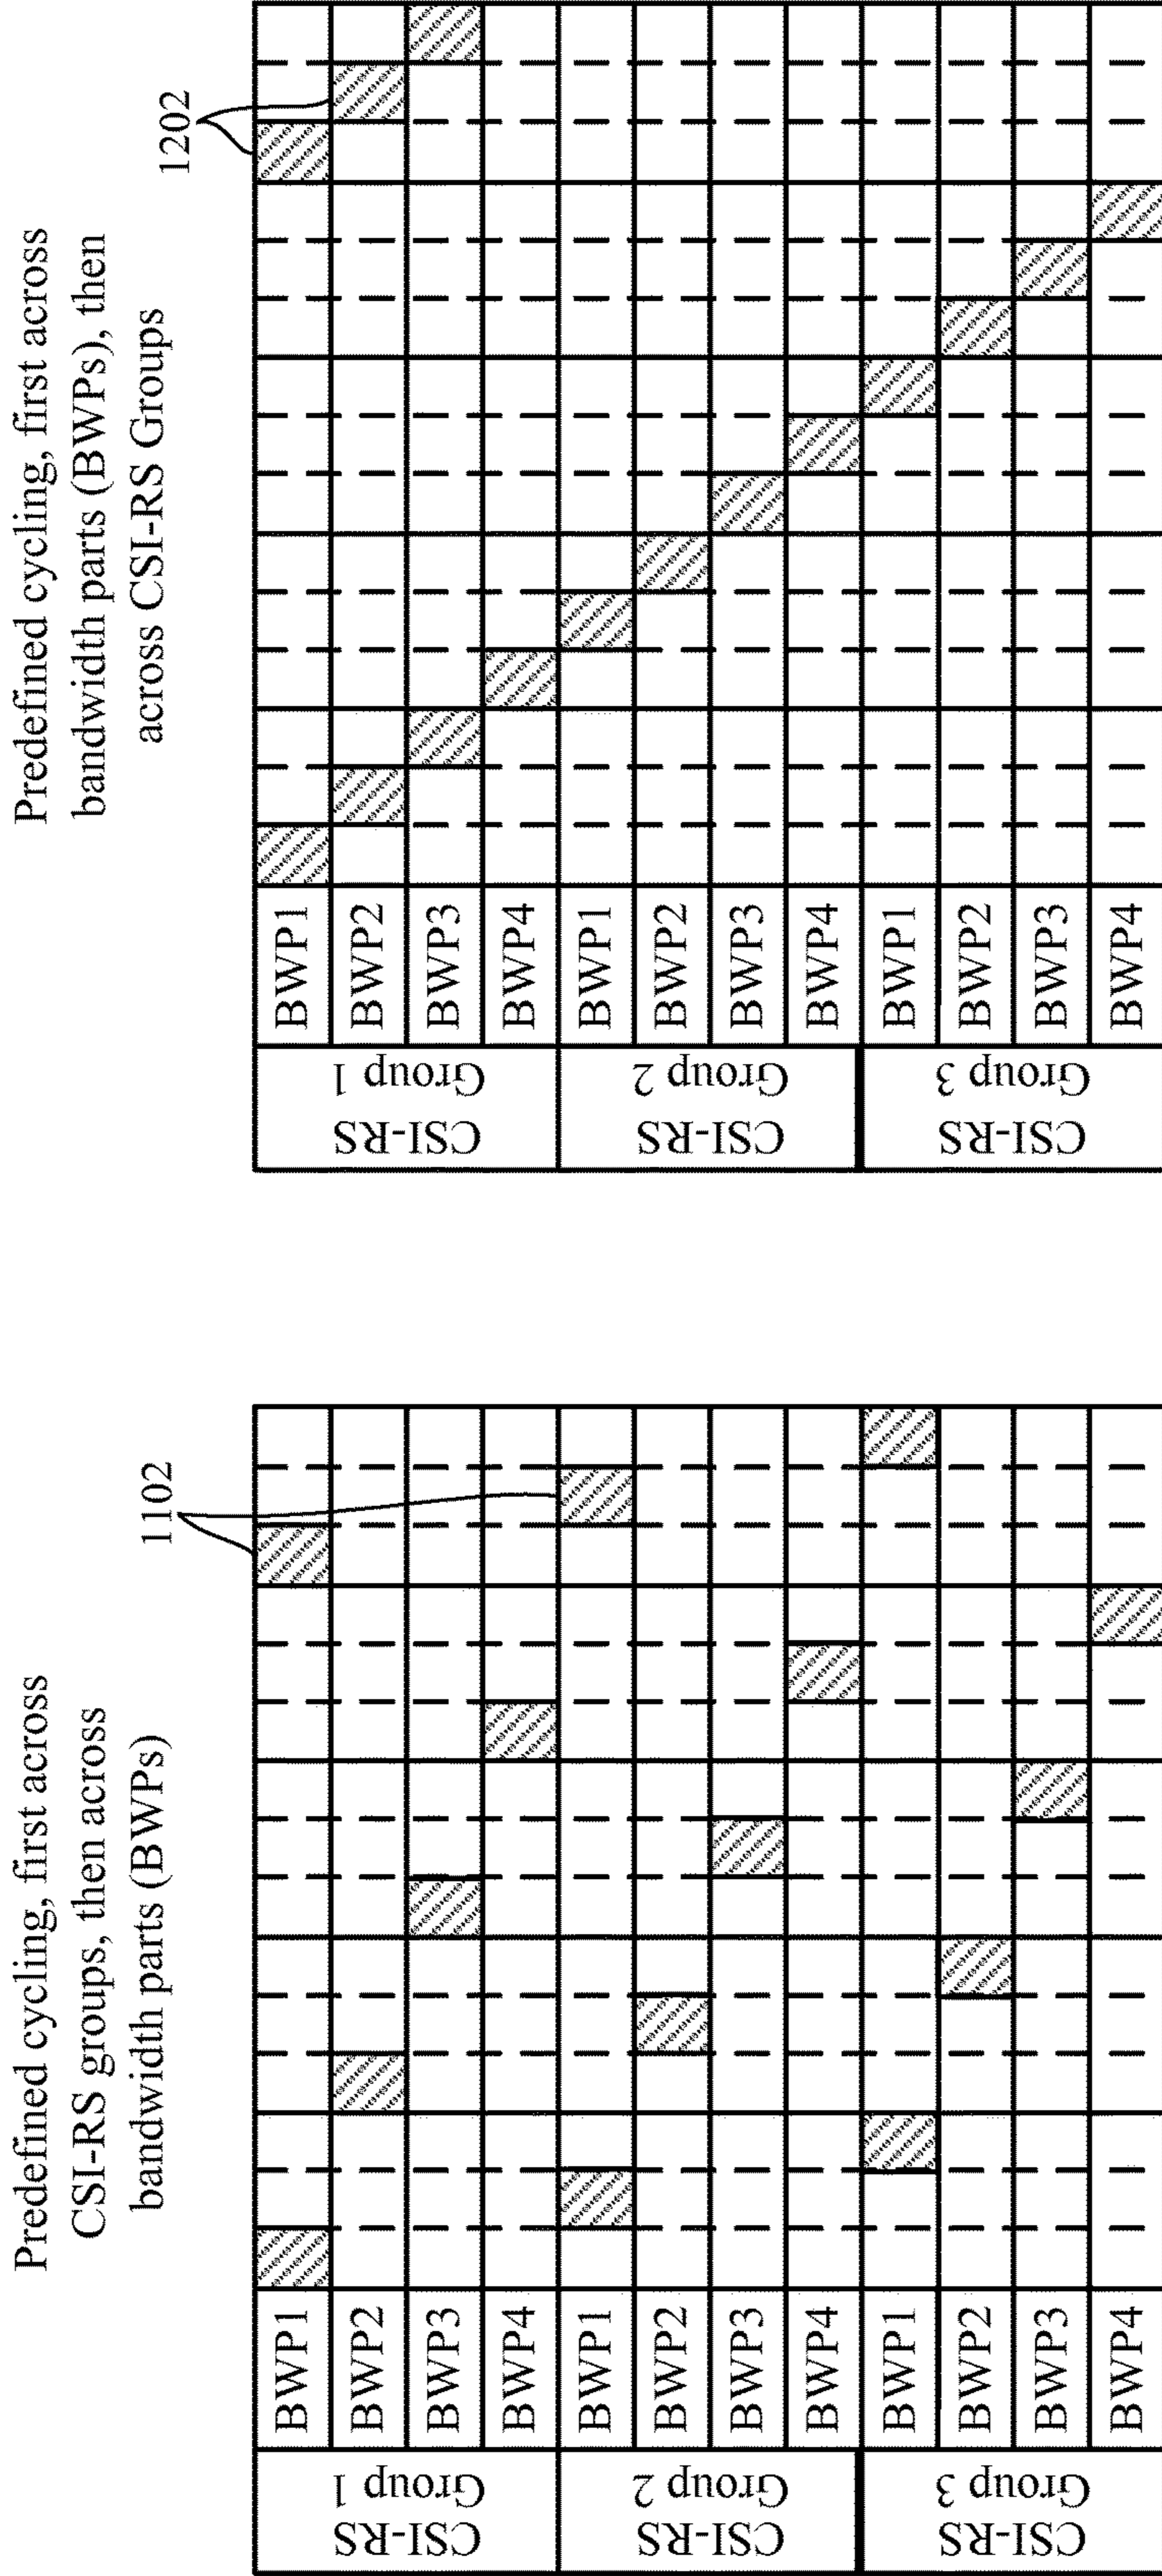 Predefined cycling, first across
CSI-RS groups, then across
bandwidth parts (BWPs)
1102
CSI-RS
Group 1
BWP1
BWP2
BWP3
BWP4
CSI-RS
Group 2
BWP1
BWP2
BWP3
BWP4
CSI-RS
Group 3
BWP1
BWP2
BWP3
BWP4
Predefined cycling, first across
bandwidth parts (BWPs), then
across CSI-RS Groups
1202
CSI-RS
Group 1
BWP1
BWP2
BWP3
BWP4
CSI-RS
Group 2
BWP1
BWP2
BWP3
BWP4
CSI-RS
Group 3
BWP1
BWP2
BWP3
BWP4